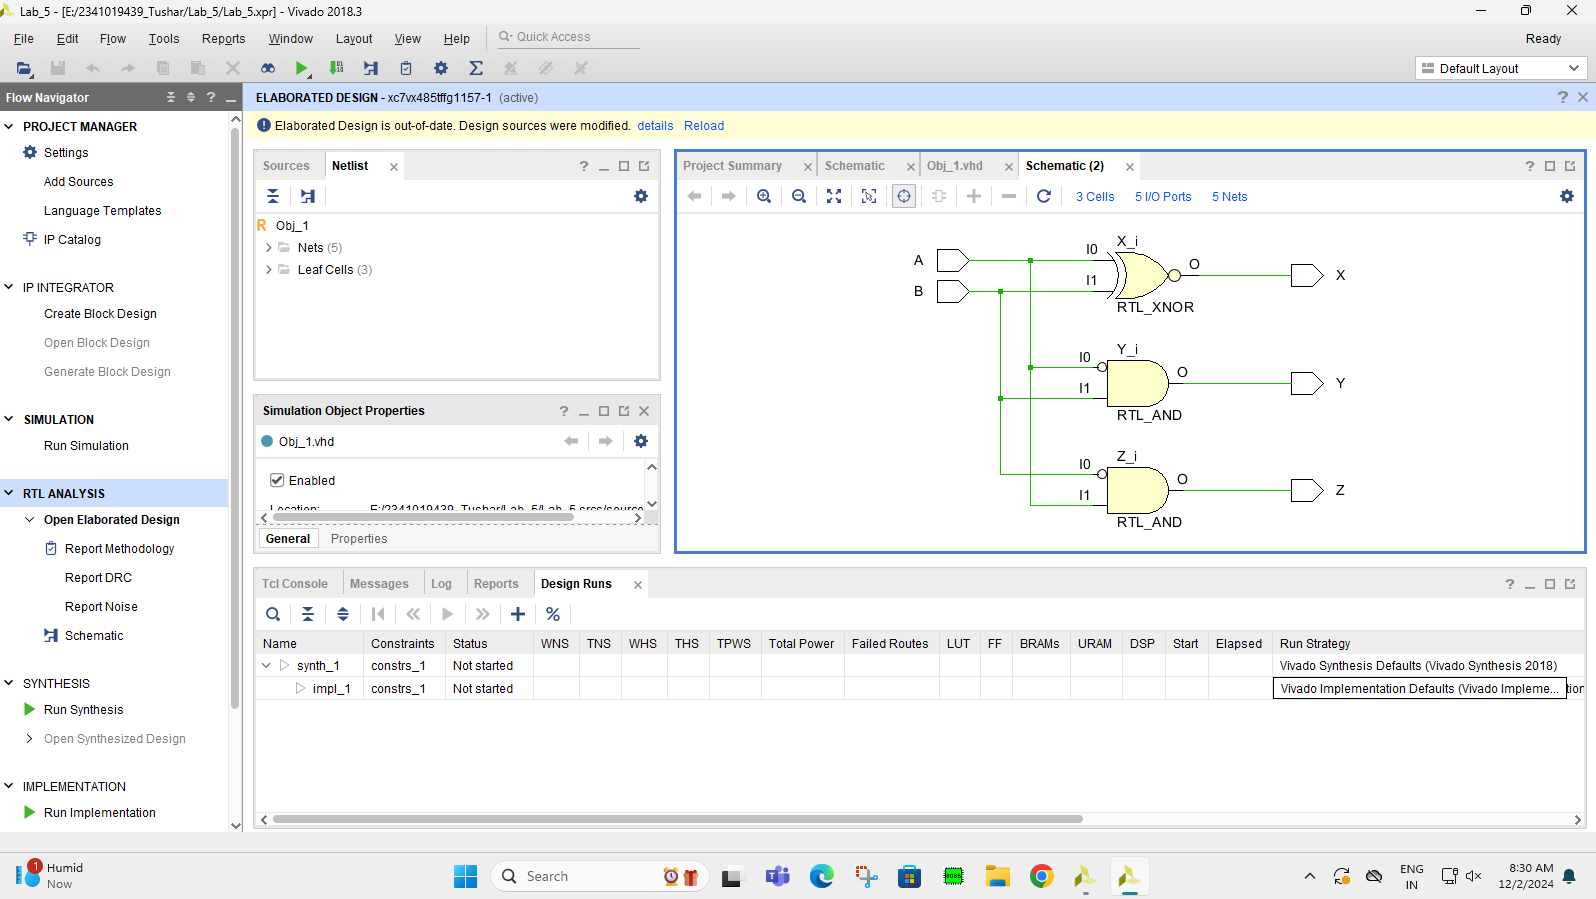 Lab_5 - [E:/2341019439_Tushar/Lab_5/Lab_5.xpr] - Vivado 2018.3
File Edit Flow Tools Reports Window Layout View Help Quick Access Ready
Default Layout
Flow Navigator
PROJECT MANAGER
Settings
Add Sources
Language Templates
IP Catalog
IP INTEGRATOR
Create Block Design
Open Block Design
Generate Block Design
SIMULATION
Run Simulation
RTL ANALYSIS
Open Elaborated Design
Report Methodology
Report DRC
Report Noise
Schematic
SYNTHESIS
Run Synthesis
Open Synthesized Design
IMPLEMENTATION
Run Implementation
ELABORATED DESIGN - xc7vx485tffg1157-1 (active)
Elaborated Design is out-of-date. Design sources were modified. details Reload
Sources Netlist
Obj_1
Nets (5)
Leaf Cells (3)
Simulation Object Properties
Obj_1.vhd
Enabled
Location: E:/2341019439_Tushar/Lab_5/Lab_5.srcs/source
General Properties
Project Summary Schematic Obj_1.vhd Schematic (2)
3 Cells 5 I/O Ports 5 Nets
X_i
A I0 O X
B I1
RTL_XNOR
Y_i
I0 O Y
I1
RTL_AND
Z_i
I0 O Z
I1
RTL_AND
Tcl Console Messages Log Reports Design Runs
Name Constraints Status WNS TNS WHS THS TPWS Total Power Failed Routes LUT FF BRAMs URAM DSP Start Elapsed Run Strategy
synth_1 constrs_1 Not started Vivado Synthesis Defaults (Vivado Synthesis 2018)
impl_1 constrs_1 Not started Vivado Implementation Defaults (Vivado Impleme... tion
1 Humid
Now
Search
8086
ENG
IN
8:30 AM
12/2/2024